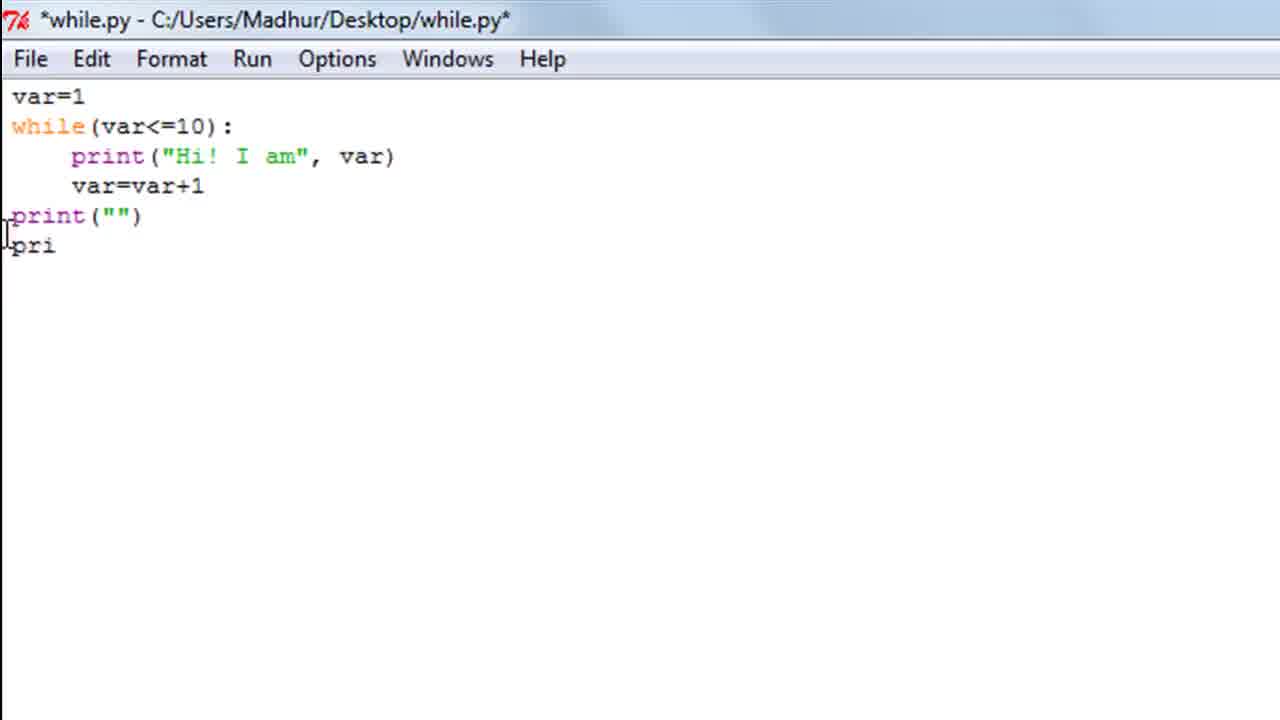 *while.py - C:/Users/Madhur/Desktop/while.py*
File Edit Format Run Options Windows Help
var=1
while(var<=10):
    print("Hi! I am", var)
    var=var+1
print("")
pri